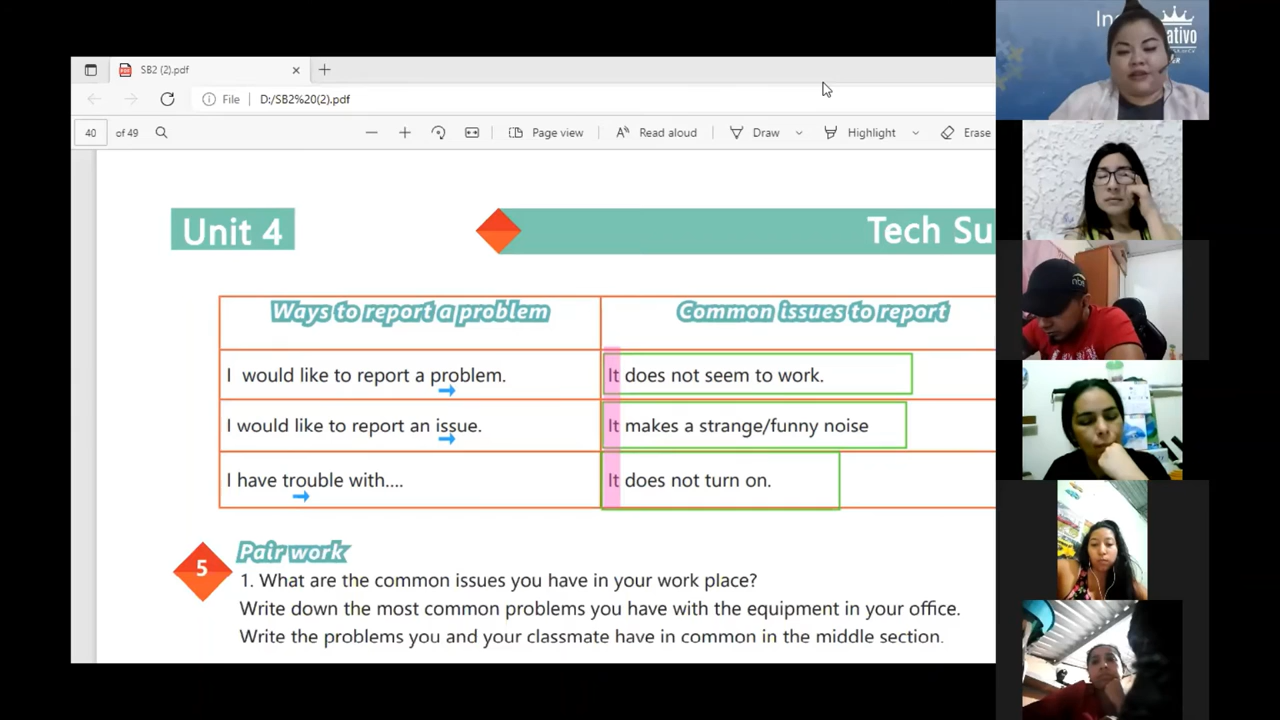 SB2 (2).pdf
File D:/SB2%20(2).pdf
40 of 49 Page view Read aloud Draw Highlight Erase
Unit 4 Tech Su
Ways to report a problem Common issues to report
I would like to report a problem. It does not seem to work.
I would like to report an issue. It makes a strange/funny noise
I have trouble with.... It does not turn on.
5 Pair work
1. What are the common issues you have in your work place?
Write down the most common problems you have with the equipment in your office.
Write the problems you and your classmate have in common in the middle section.